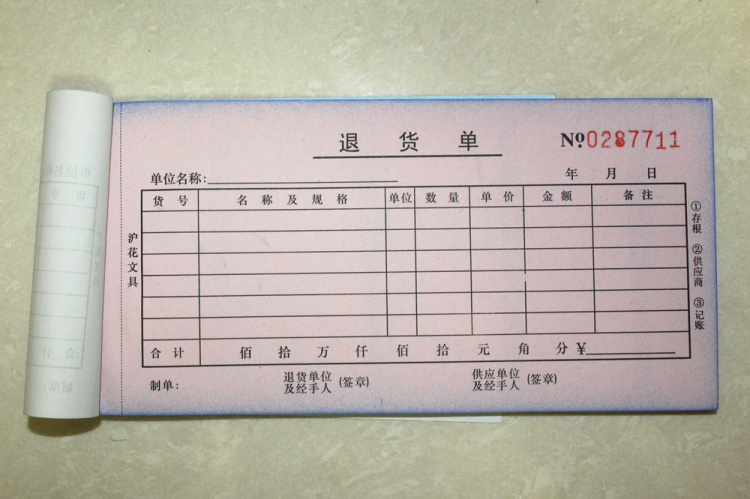 退货单
№0287711
单位名称:
年 月 日
货号 名称及规格 单位 数量 单价 金额 备注
合计 佰拾万仟佰拾元角分¥
制单: 退货单位及经手人(签章) 供应单位及经手人(签章)
沪花文具
①存根 ②供应商 ③记账